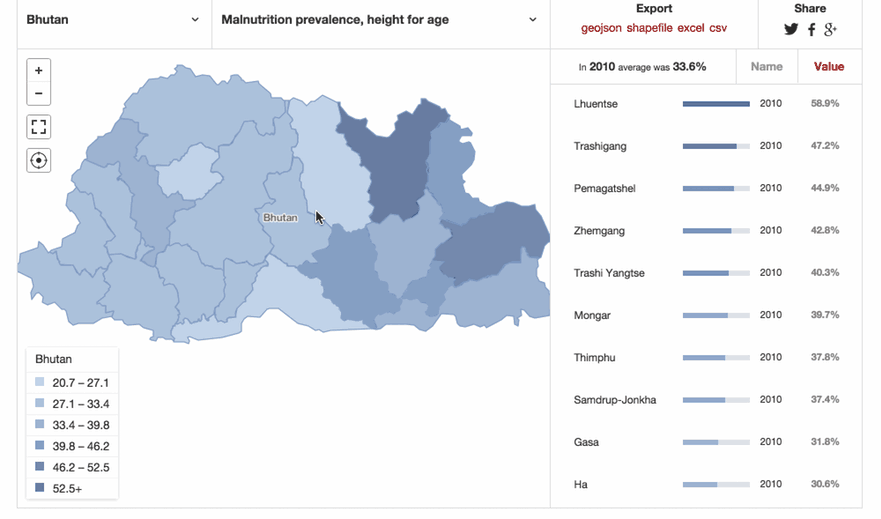 Bhutan
Malnutrition prevalence, height for age
Export
geojson shapefile excel csv
Share
In 2010 average was 33.6%
Name
Value
Lhuentse 2010 58.9%
Trashigang 2010 47.2%
Pemagatshel 2010 44.9%
Zhemgang 2010 42.8%
Trashi Yangtse 2010 40.3%
Mongar 2010 39.7%
Thimphu 2010 37.8%
Samdrup-Jonkha 2010 37.4%
Gasa 2010 31.8%
Ha 2010 30.6%
+
−
Bhutan
Bhutan
20.7 – 27.1
27.1 – 33.4
33.4 – 39.8
39.8 – 46.2
46.2 – 52.5
52.5+